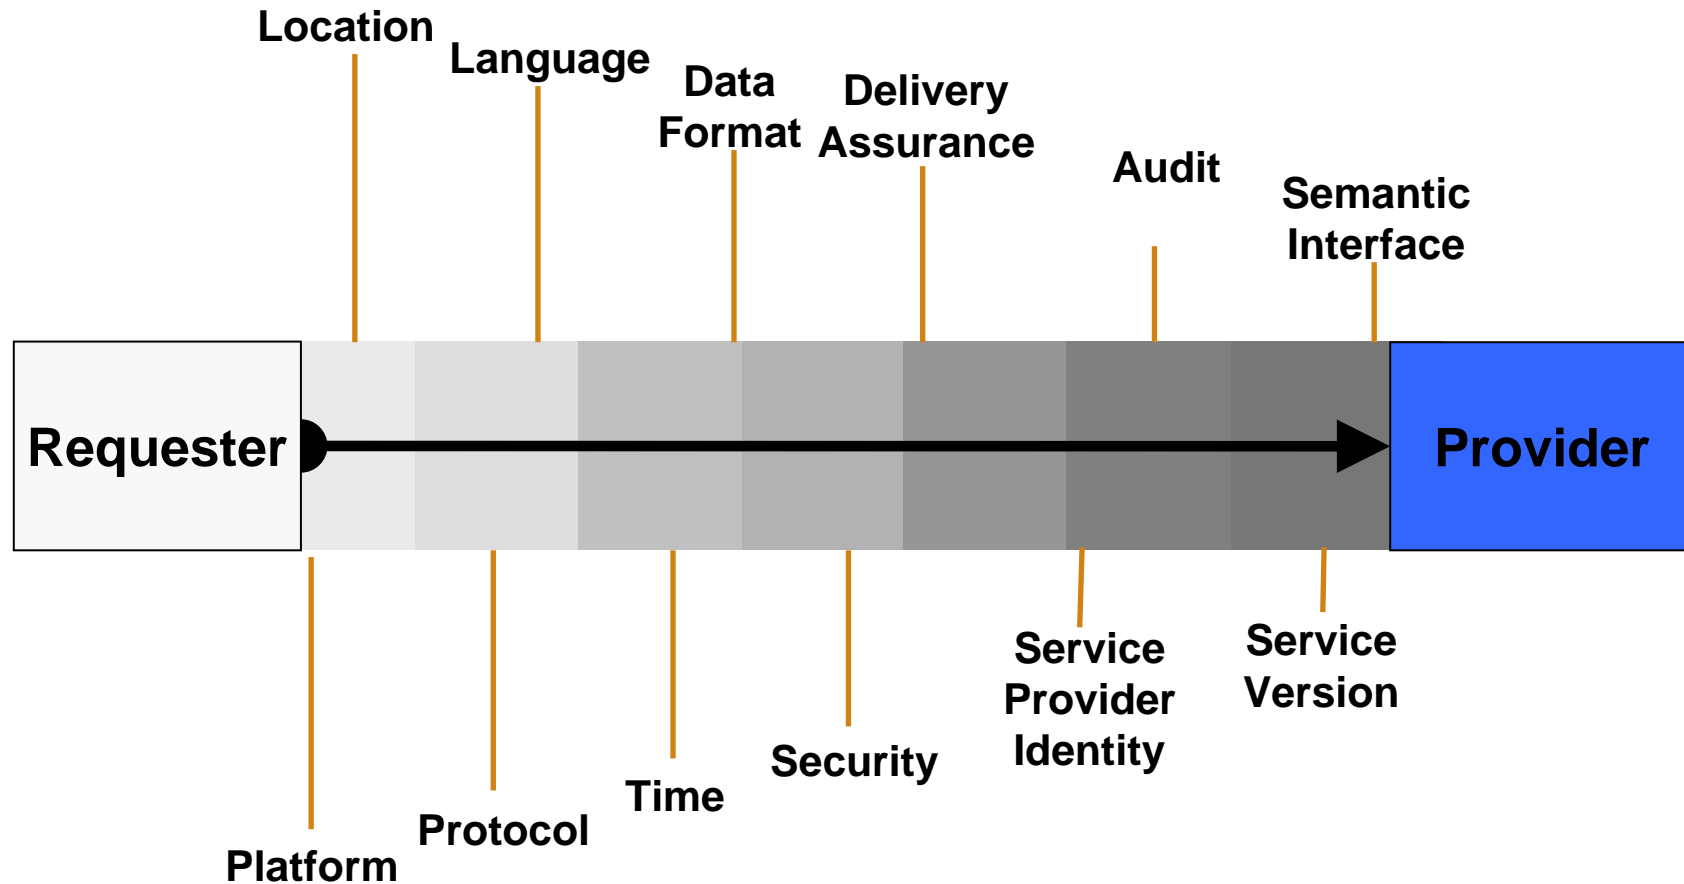 Location
Language
Data
Format
Delivery
Assurance
Audit
Semantic
Interface
Requester
Provider
Platform
Protocol
Time
Security
Service
Provider
Identity
Service
Version